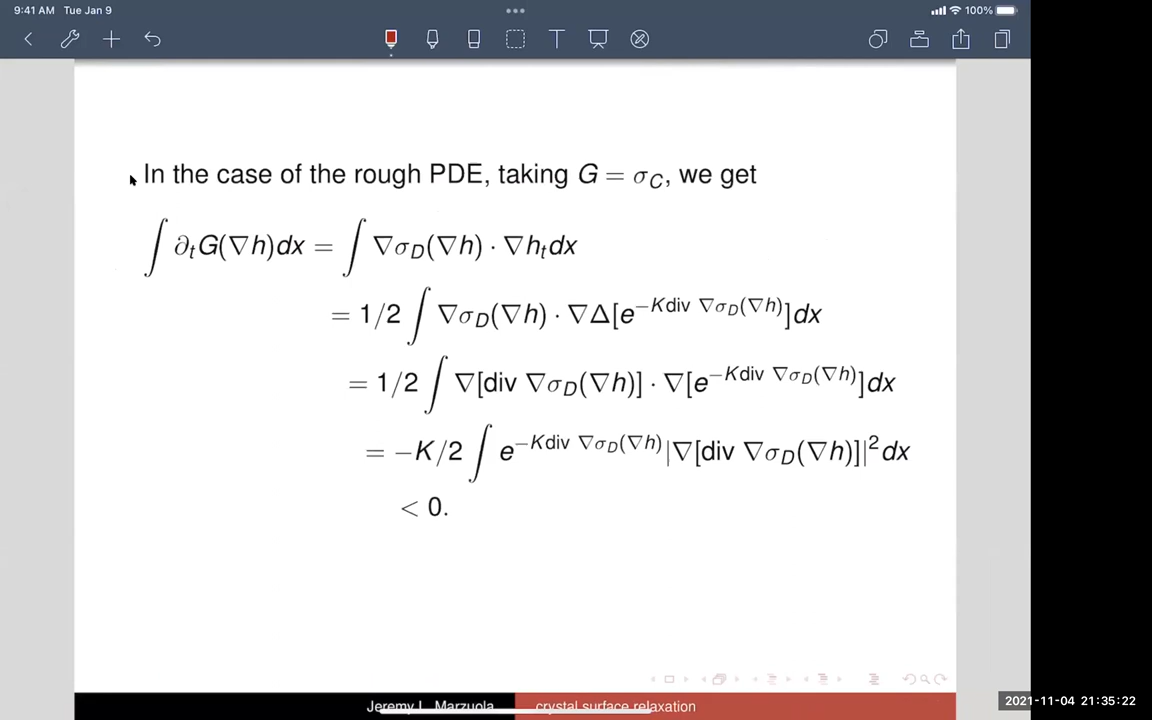 9:41 AM Tue Jan 9
100%
In the case of the rough PDE, taking G = σ_C, we get
∫ ∂_t G(∇h)dx = ∫ ∇σ_D(∇h) · ∇h_t dx
= 1/2 ∫ ∇σ_D(∇h) · ∇Δ[e^{−Kdiv ∇σ_D(∇h)}]dx
= 1/2 ∫ ∇[div ∇σ_D(∇h)] · ∇[e^{−Kdiv ∇σ_D(∇h)}]dx
= −K/2 ∫ e^{−Kdiv ∇σ_D(∇h)}|∇[div ∇σ_D(∇h)]|²dx
< 0.
Jeremy L. Marzuola crystal surface relaxation
2021-11-04 21:35:22